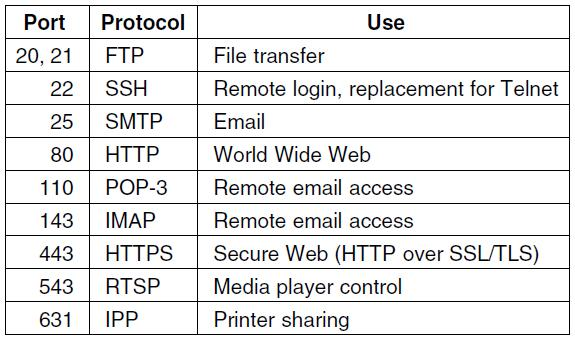 Port Protocol Use
20, 21 FTP File transfer
22 SSH Remote login, replacement for Telnet
25 SMTP Email
80 HTTP World Wide Web
110 POP-3 Remote email access
143 IMAP Remote email access
443 HTTPS Secure Web (HTTP over SSL/TLS)
543 RTSP Media player control
631 IPP Printer sharing